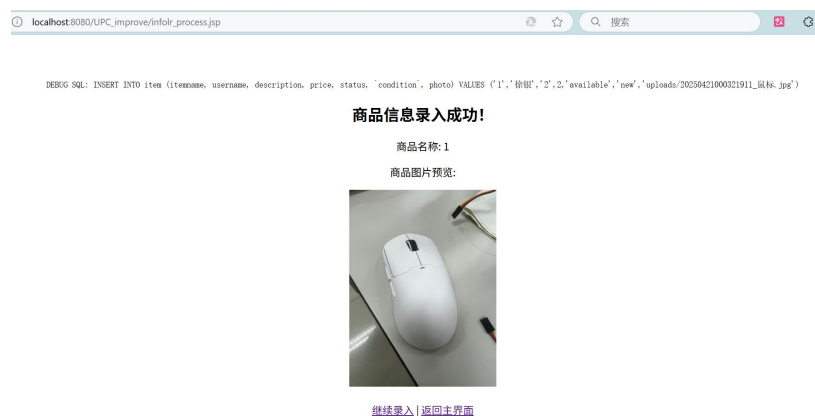 localhost:8080/UPC_improve/infolr_process.jsp
搜索
DEBUG SQL: INSERT INTO item (itemname, username, description, price, status, `condition`, photo) VALUES ('1','徐银','2',2,'available','new','uploads/20250421000321911_鼠标.jpg')
商品信息录入成功!
商品名称: 1
商品图片预览:
继续录入 | 返回主界面